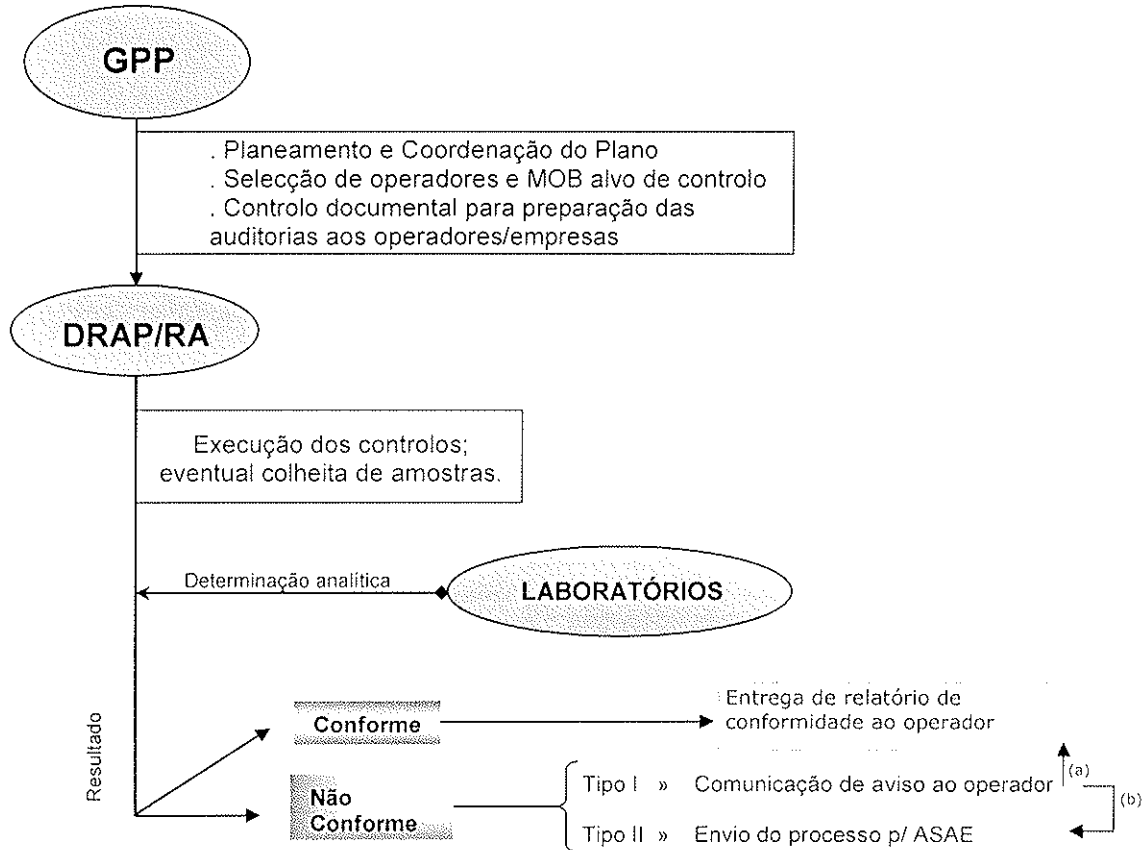 GPP
. Planeamento e Coordenação do Plano
. Selecção de operadores e MOB alvo de controlo
. Controlo documental para preparação das
auditorias aos operadores/empresas
DRAP/RA
Execução dos controlos;
eventual colheita de amostras.
Determinação analítica
LABORATÓRIOS
Resultado
Conforme
Entrega de relatório de
conformidade ao operador
Não
Conforme
Tipo I » Comunicação de aviso ao operador
(a)
(b)
Tipo II » Envio do processo p/ ASAE